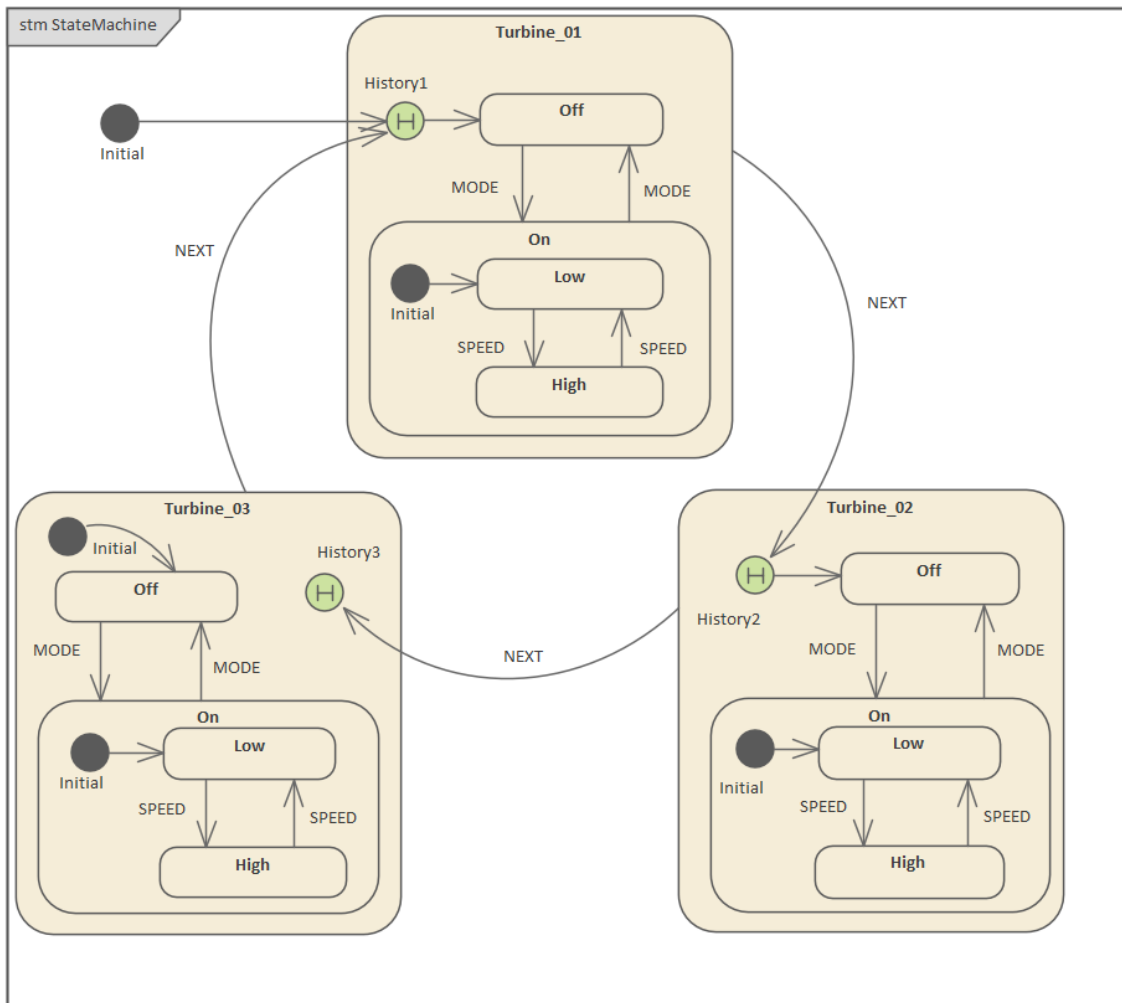 stm StateMachine
Turbine_01
History1
Off
Initial
MODE
MODE
On
Low
Initial
SPEED
SPEED
High
NEXT
NEXT
Turbine_03
Initial
History3
Off
MODE
MODE
On
Low
Initial
SPEED
SPEED
High
NEXT
Turbine_02
Off
History2
MODE
MODE
On
Low
Initial
SPEED
SPEED
High